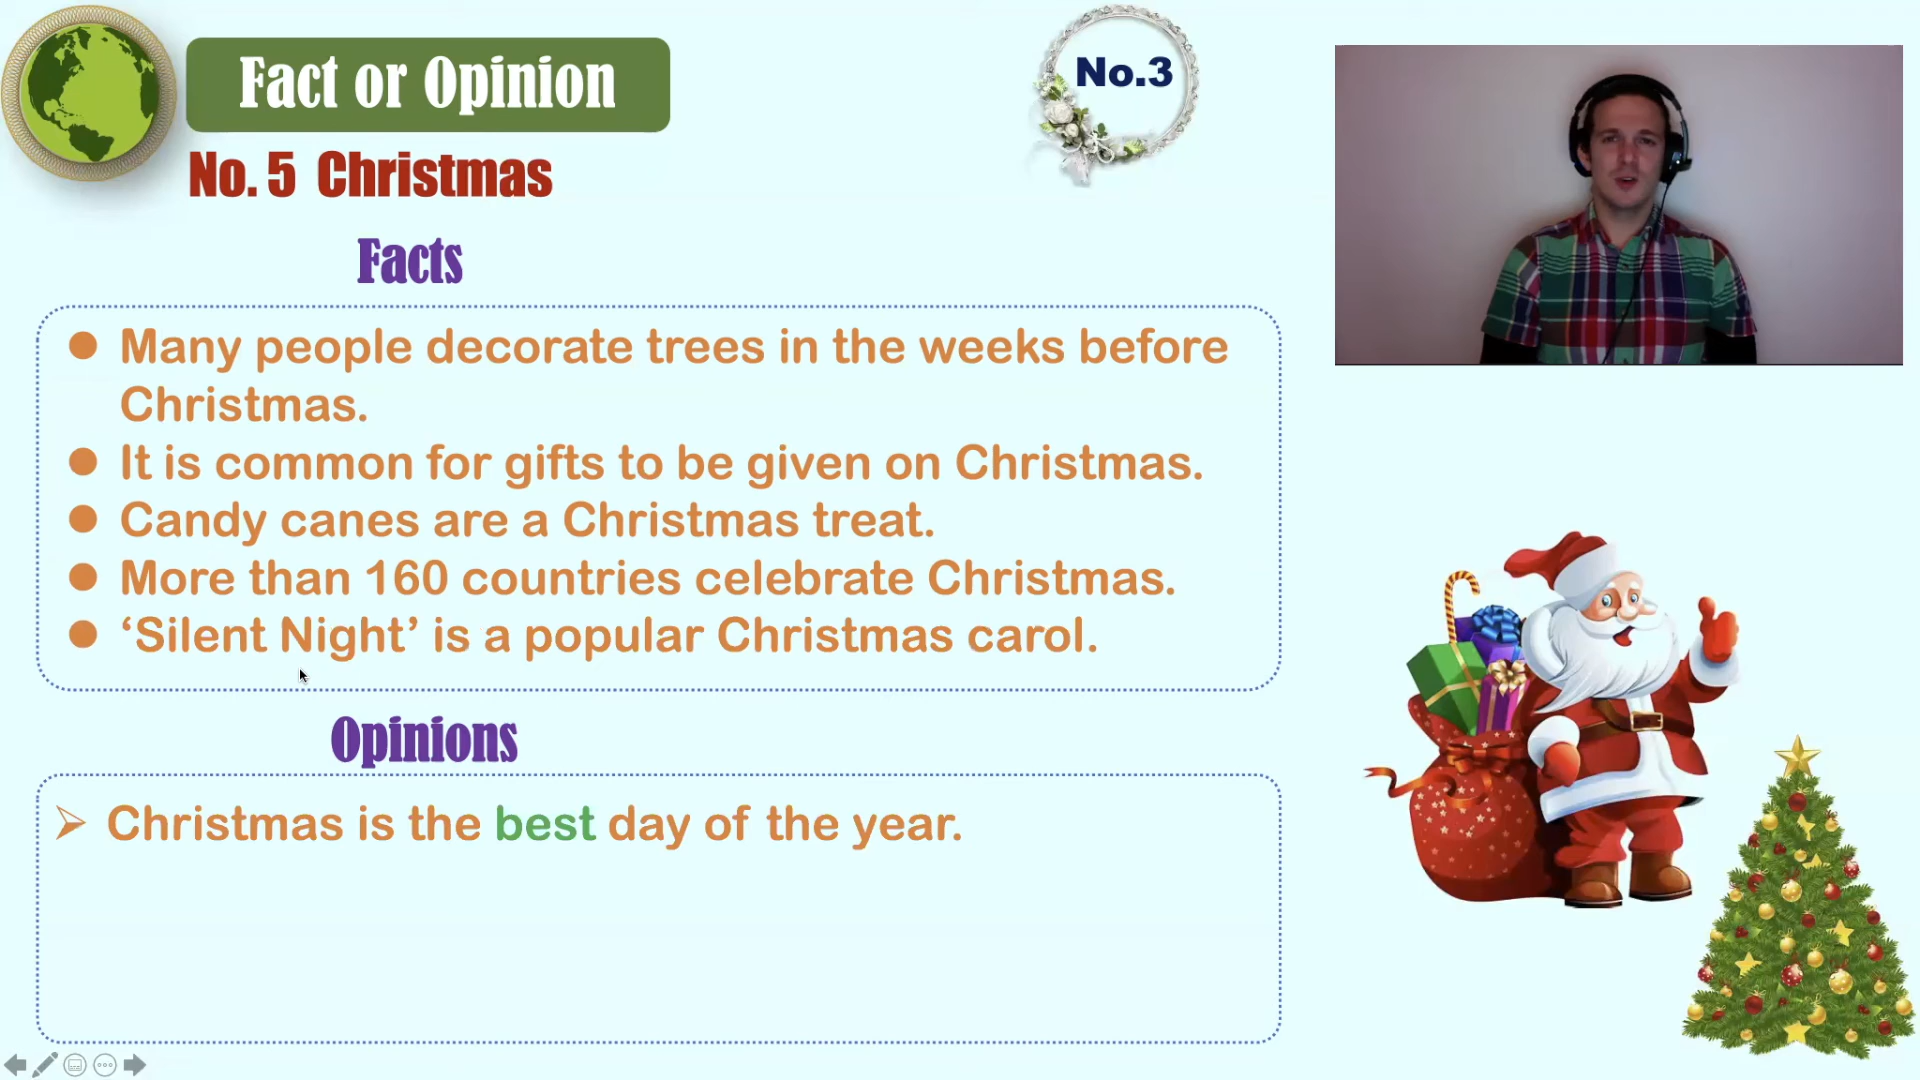 Fact or Opinion
No.3
No. 5 Christmas
Facts
Many people decorate trees in the weeks before
Christmas.
It is common for gifts to be given on Christmas.
Candy canes are a Christmas treat.
More than 160 countries celebrate Christmas.
‘Silent Night’ is a popular Christmas carol.
Opinions
Christmas is the best day of the year.